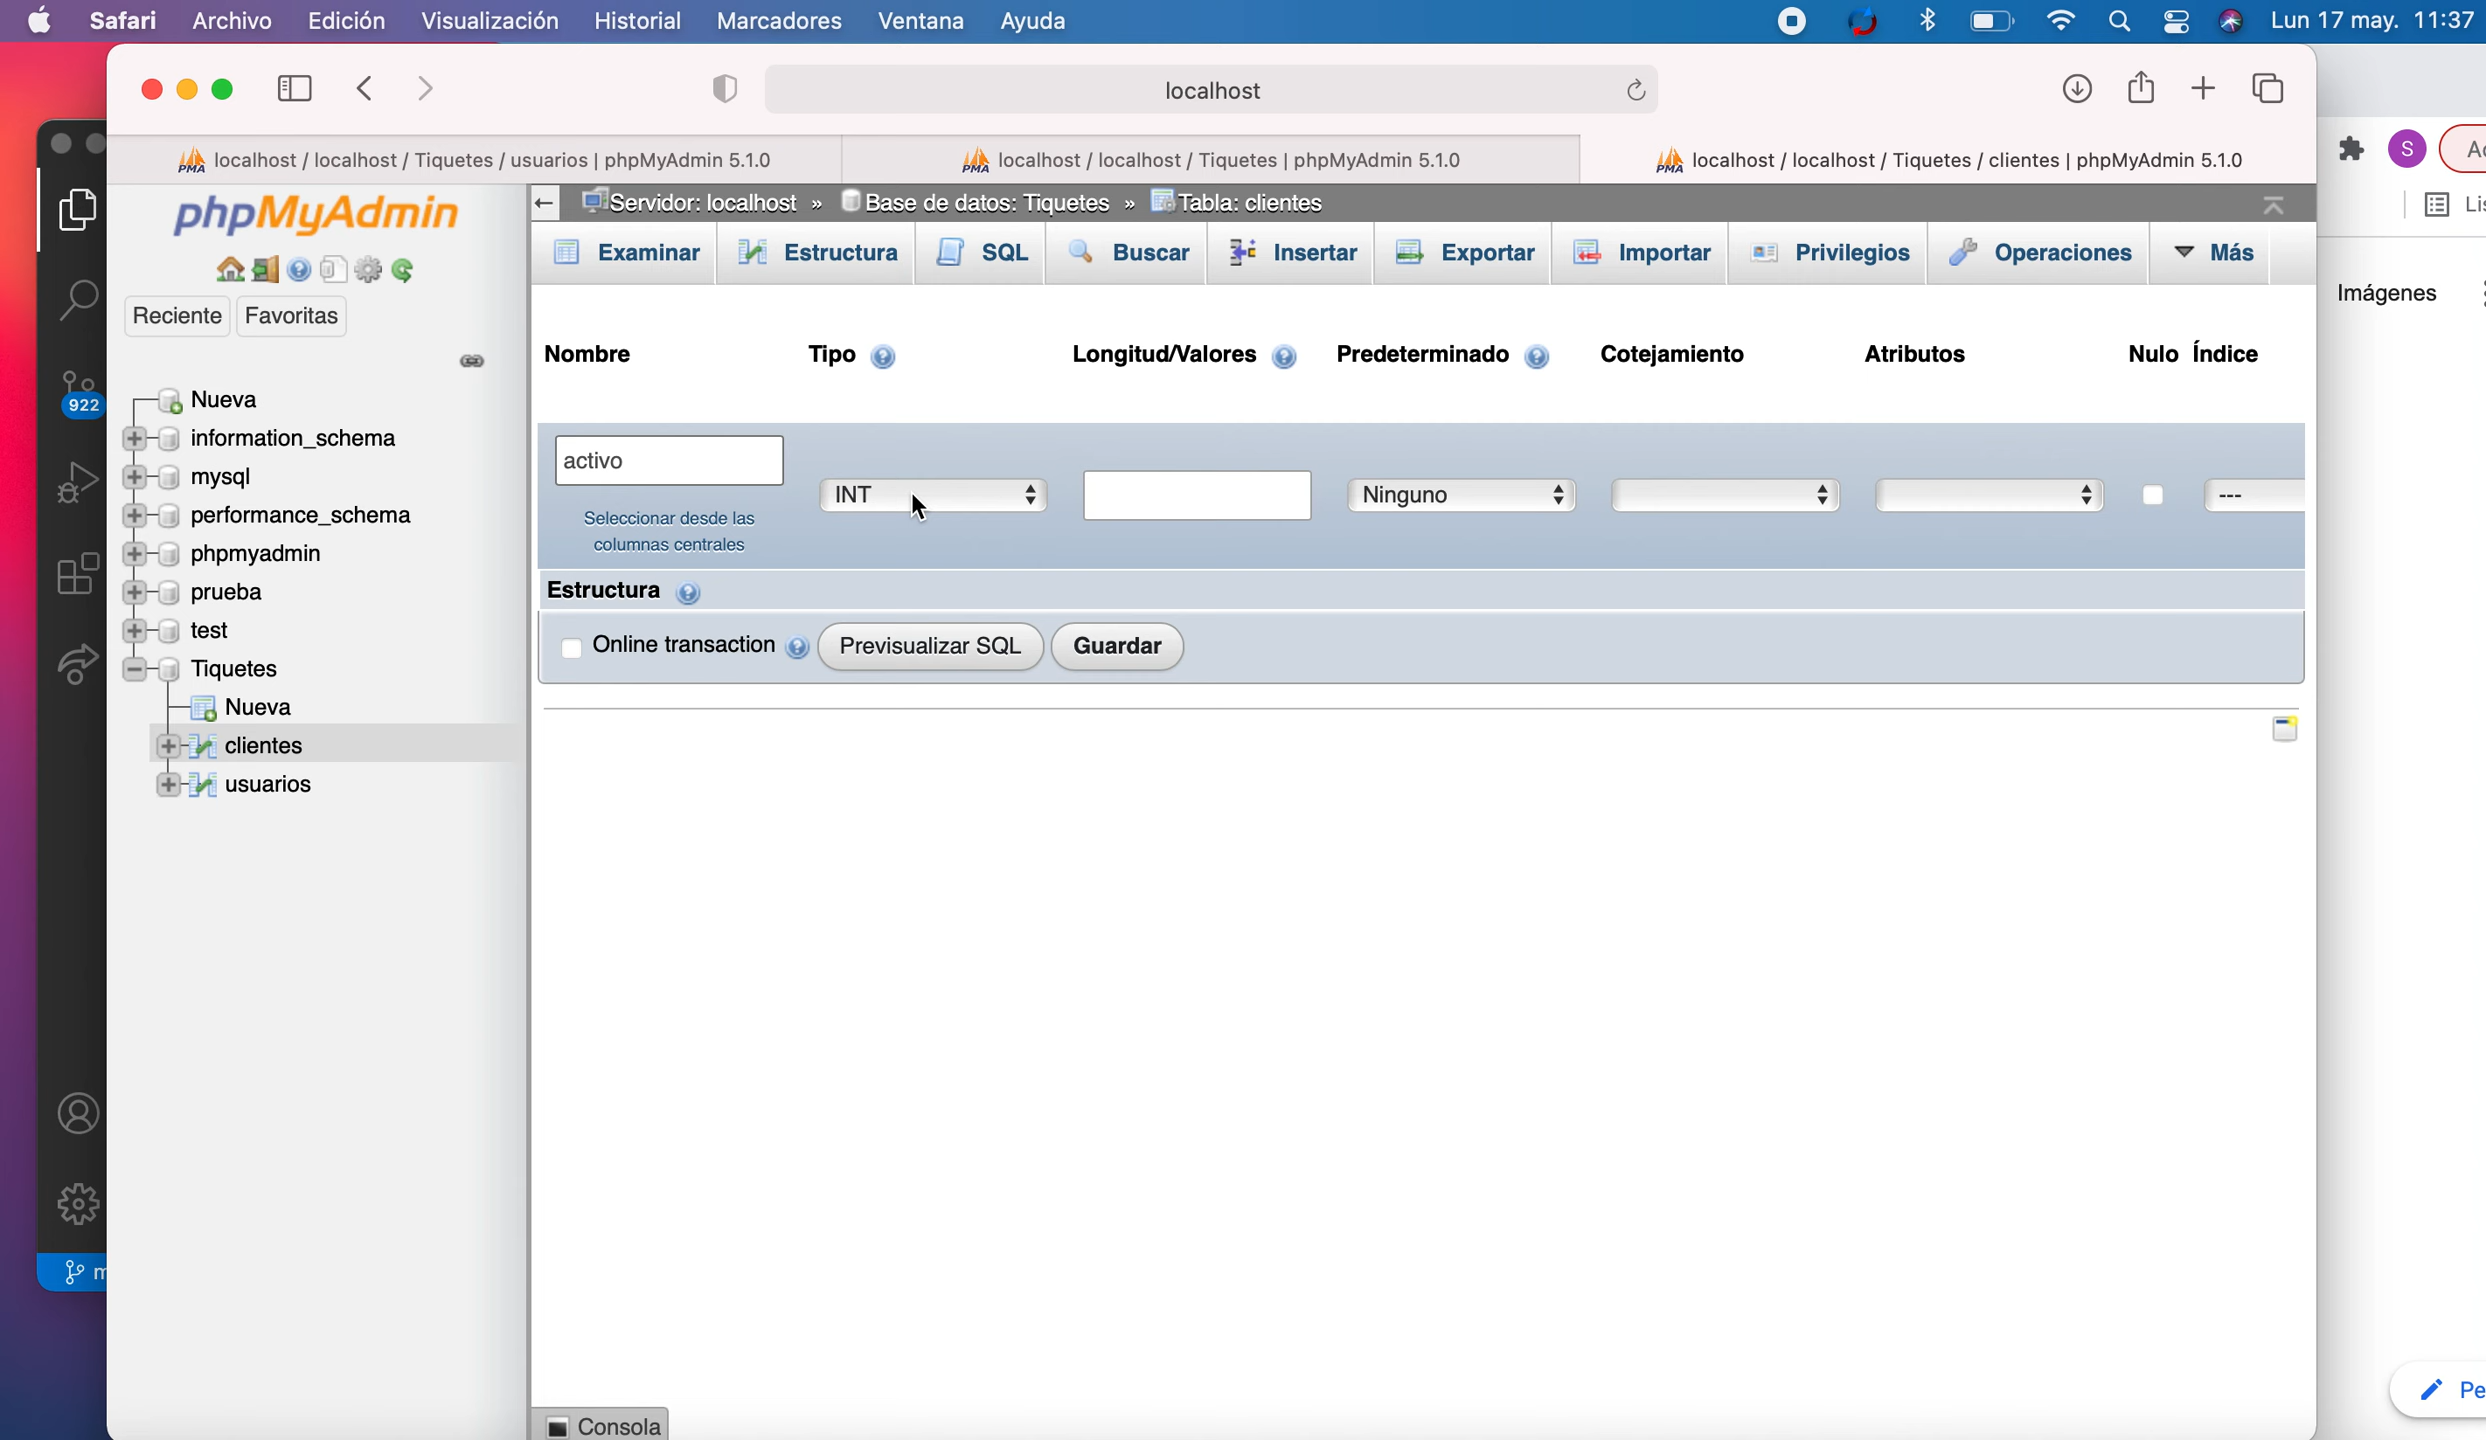 Safari Archivo Edición Visualización Historial Marcadores Ventana Ayuda Lun 17 may. 11:37
localhost
localhost / localhost / Tiquetes / usuarios | phpMyAdmin 5.1.0
localhost / localhost / Tiquetes | phpMyAdmin 5.1.0
localhost / localhost / Tiquetes / clientes | phpMyAdmin 5.1.0
S
phpMyAdmin
Servidor: localhost » Base de datos: Tiquetes » Tabla: clientes
Examinar Estructura SQL Buscar Insertar Exportar Importar Privilegios Operaciones Más
Reciente Favoritas
Imágenes
Nombre Tipo Longitud/Valores Predeterminado Cotejamiento Atributos Nulo Índice
922
Nueva
information_schema
mysql
performance_schema
phpmyadmin
prueba
test
Tiquetes
Nueva
clientes
usuarios
activo
Seleccionar desde las
columnas centrales
INT Ninguno ---
Estructura
Online transaction Previsualizar SQL Guardar
Consola